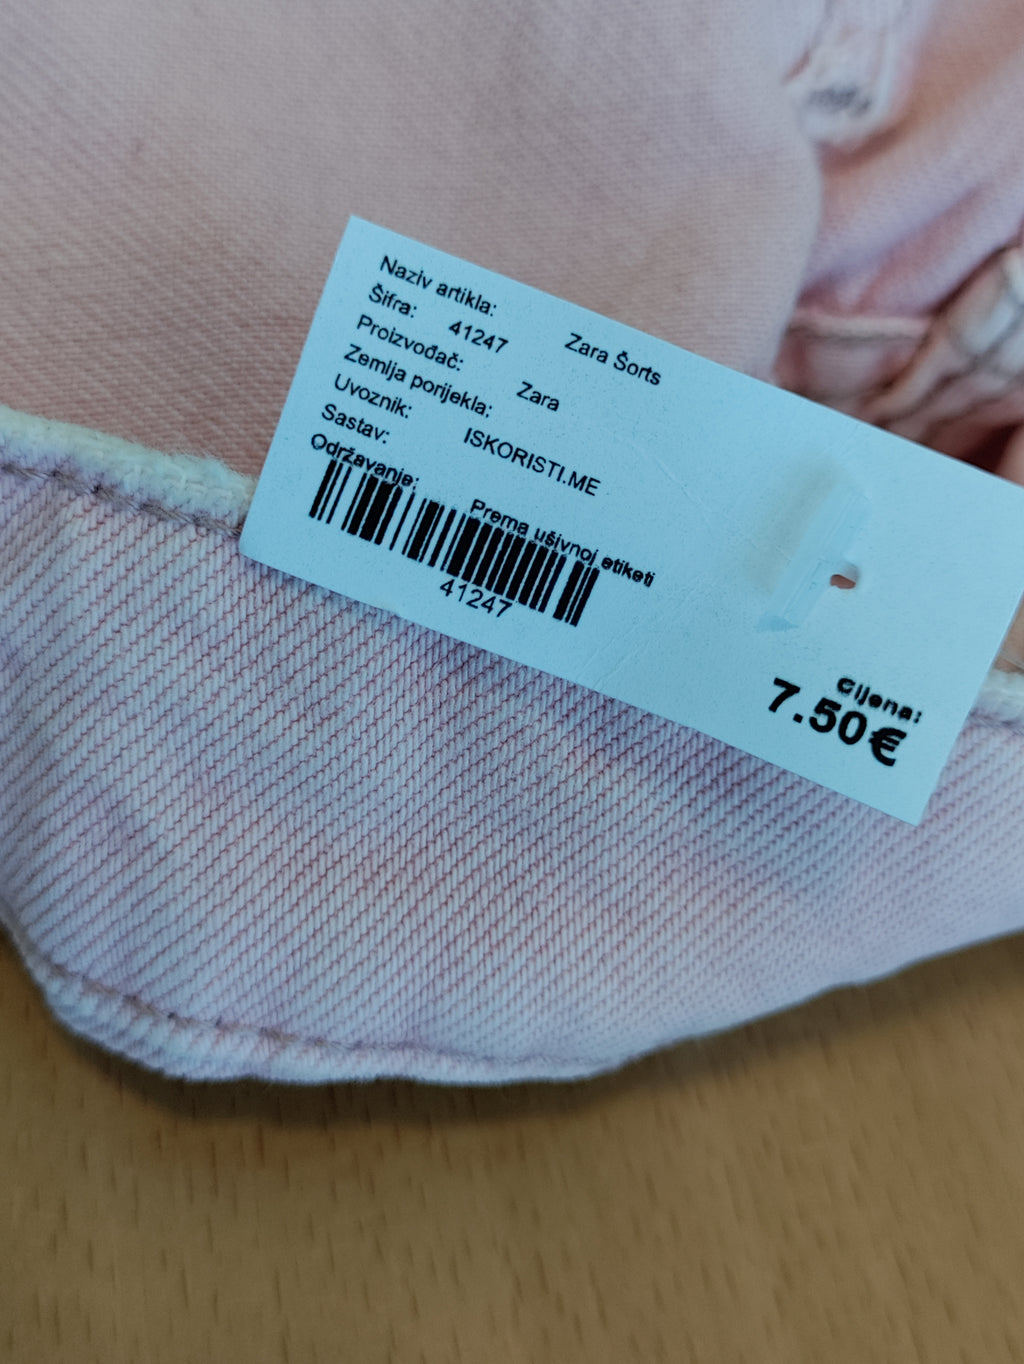 Naziv artikla: Zara Šorts
Šifra: 41247
Proizvođač: Zara
Zemlja porijekla:
Uvoznik: ISKORISTI.ME
Sastav:
Održavanje: Prema ušivnoj etiketi
41247
Cijena:
7.50€